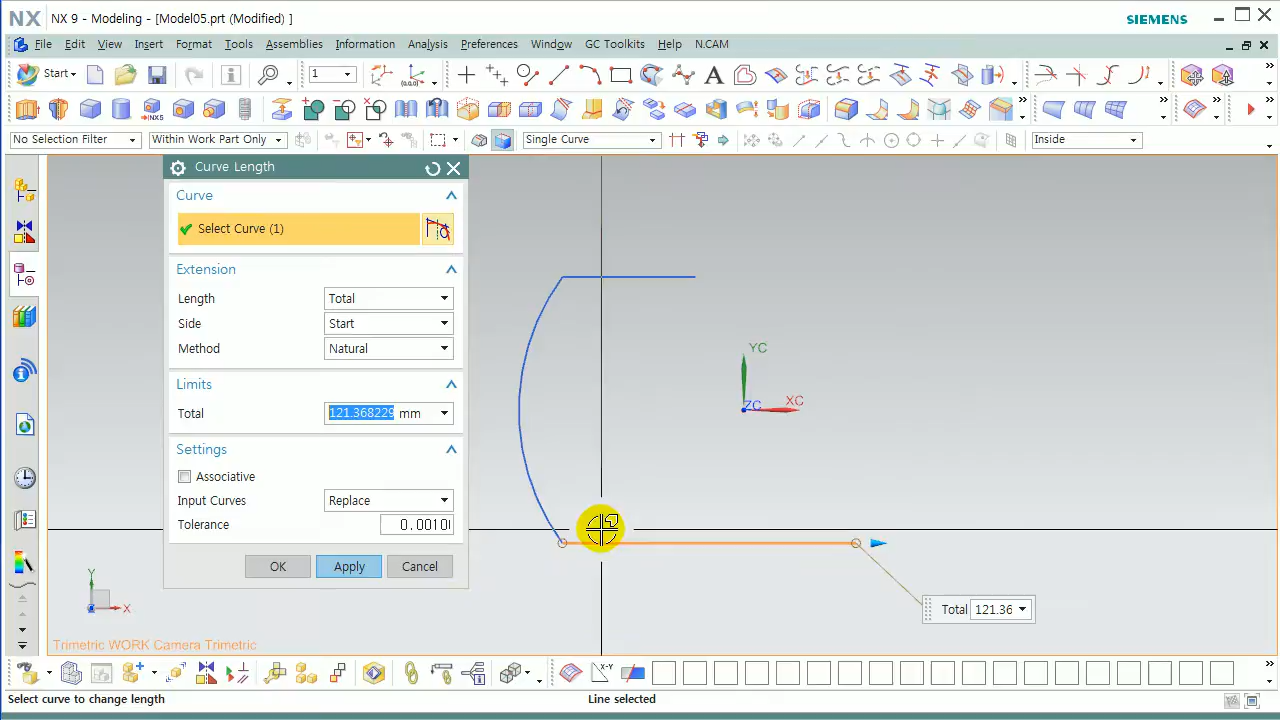 NX NX 9 - Modeling - [Model05.prt (Modified) ] SIEMENS
File Edit View Insert Format Tools Assemblies Information Analysis Preferences Window GC Toolkits Help NXAM
Start 1
No Selection Filter Within Work Part Only Single Curve Inside
Curve Length
Curve
Select Curve (1)
Extension
Length Total
Side Start
Method Natural
Limits
Total 121.368229 mm
Settings
Associative
Input Curves Replace
Tolerance 0.0010
OK Apply Cancel
YC
XC
ZC
Total 121.36
Y
X
Trimetric WORK Camera Trimetric
X-Y
Select curve to change length Line selected